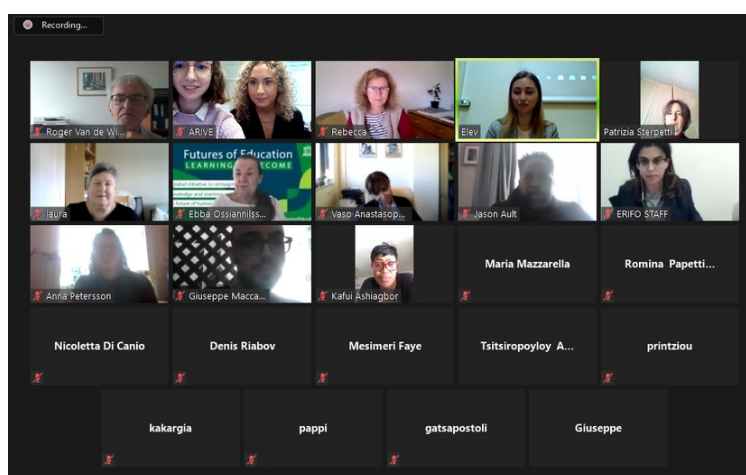 Recording...
Roger Van de Wi...
ARIVE
Rebecca
Elev
Patrizia Sterpetti
laura
Futures of Education
LEARNING
ECOME
Ebba Ossiannilss...
Vaso Anastasop...
Jason Ault
ERIFO STAFF
Anna Petersson
Giuseppe Macca...
Kafui Ashiagbor
Maria Mazzarella
Romina Papetti...
Nicoletta Di Canio
Denis Riabov
Mesimeri Faye
Tsitsiropoyloy A...
printziou
kakargia
pappi
gatsapostoli
Giuseppe